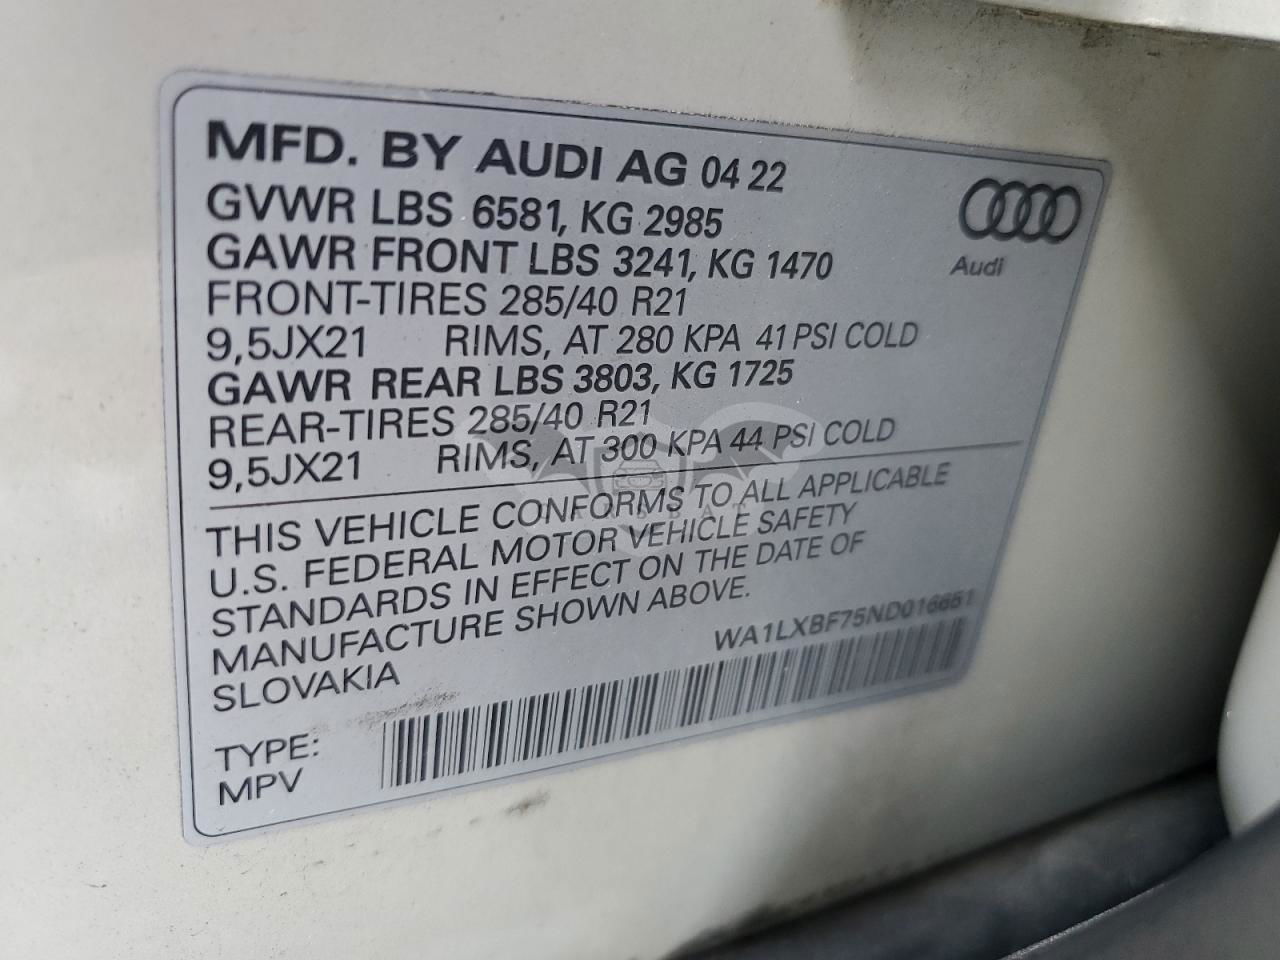 MFD. BY AUDI AG 04 22
GVWR LBS 6581, KG 2985
GAWR FRONT LBS 3241, KG 1470
FRONT-TIRES 285/40 R21
9,5JX21 RIMS, AT 280 KPA 41 PSI COLD
GAWR REAR LBS 3803, KG 1725
REAR-TIRES 285/40 R21
9,5JX21 RIMS, AT 300 KPA 44 PSI COLD
Audi
THIS VEHICLE CONFORMS TO ALL APPLICABLE
U.S. FEDERAL MOTOR VEHICLE SAFETY
STANDARDS IN EFFECT ON THE DATE OF
MANUFACTURE SHOWN ABOVE.
SLOVAKIA
WA1LXBF75ND016651
TYPE:
MPV
CARSBAT